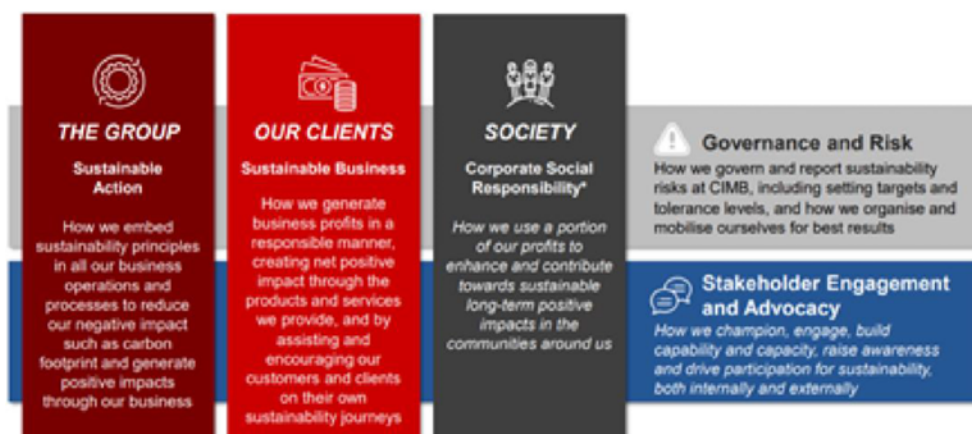 THE GROUP
Sustainable
Action
How we embed
sustainability principles
in all our business
operations and
processes to reduce
our negative impact
such as carbon
footprint and generate
positive impacts
through our business
OUR CLIENTS
Sustainable Business
How we generate
business profits in a
responsible manner,
creating net positive
impact through the
products and services
we provide, and by
assisting and
encouraging our
customers and clients
on their own
sustainability journeys
SOCIETY
Corporate Social
Responsibility*
How we use a portion
of our profits to
enhance and contribute
towards sustainable
long-term positive
impacts in the
communities around us
Governance and Risk
How we govern and report sustainability
risks at CIMB, including setting targets and
tolerance levels, and how we organise and
mobilise ourselves for best results
Stakeholder Engagement
and Advocacy
How we champion, engage, build
capability and capacity, raise awareness
and drive participation for sustainability,
both internally and externally